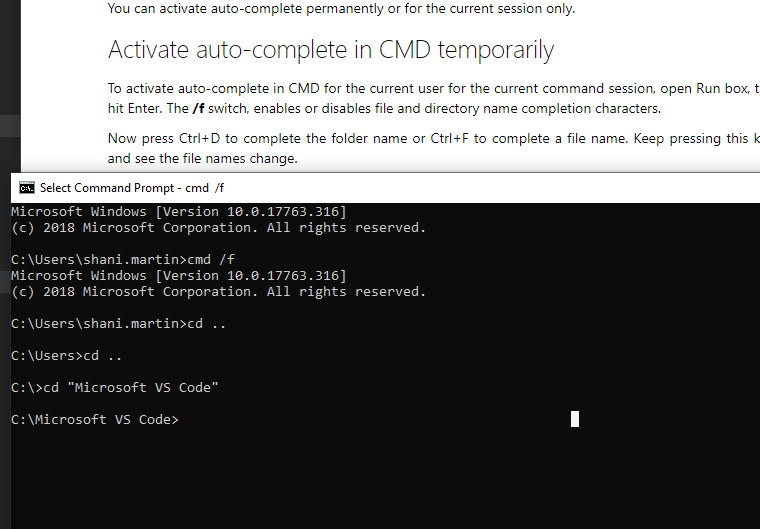 You can activate auto-complete permanently or for the current session only.
Activate auto-complete in CMD temporarily
To activate auto-complete in CMD for the current user for the current command session, open Run box,
hit Enter. The /f switch, enables or disables file and directory name completion characters.
Now press Ctrl+D to complete the folder name or Ctrl+F to complete a file name. Keep pressing this
and see the file names change.
Select Command Prompt - cmd /f
Microsoft Windows [Version 10.0.17763.316]
(c) 2018 Microsoft Corporation. All rights reserved.
C:\Users\shani.martin>cmd /f
Microsoft Windows [Version 10.0.17763.316]
(c) 2018 Microsoft Corporation. All rights reserved.
C:\Users\shani.martin>cd ..
C:\Users>cd ..
C:\>cd "Microsoft VS Code"
C:\Microsoft VS Code>